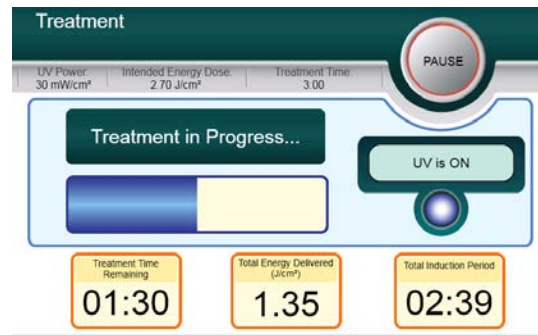 Treatment
PAUSE
UV Power: Intended Energy Dose: Treatment Time:
30 mW/cm² 2.70 J/cm² 3:00
Treatment in Progress...
UV is ON
Treatment Time
Remaining
01:30
Total Energy Delivered
(J/cm²)
1.35
Total Induction Period
02:39